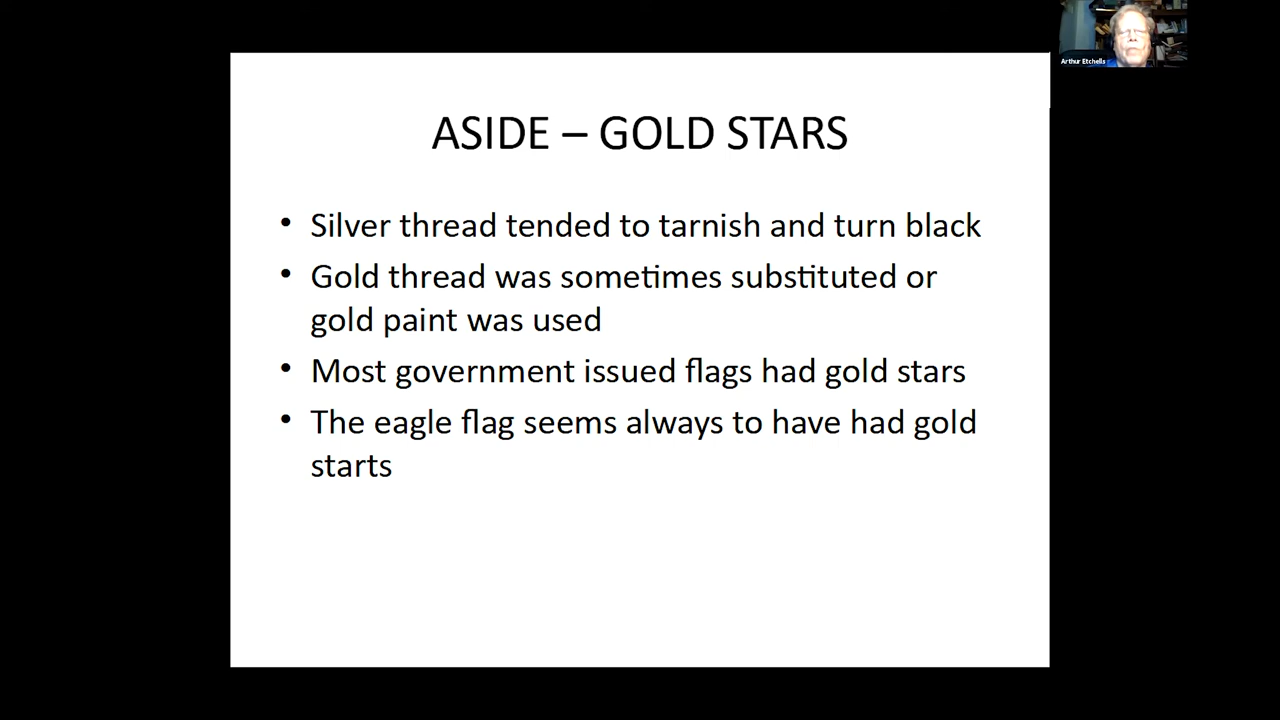 Arthur Etchells
ASIDE – GOLD STARS
• Silver thread tended to tarnish and turn black
• Gold thread was sometimes substituted or
gold paint was used
• Most government issued flags had gold stars
• The eagle flag seems always to have had gold
starts